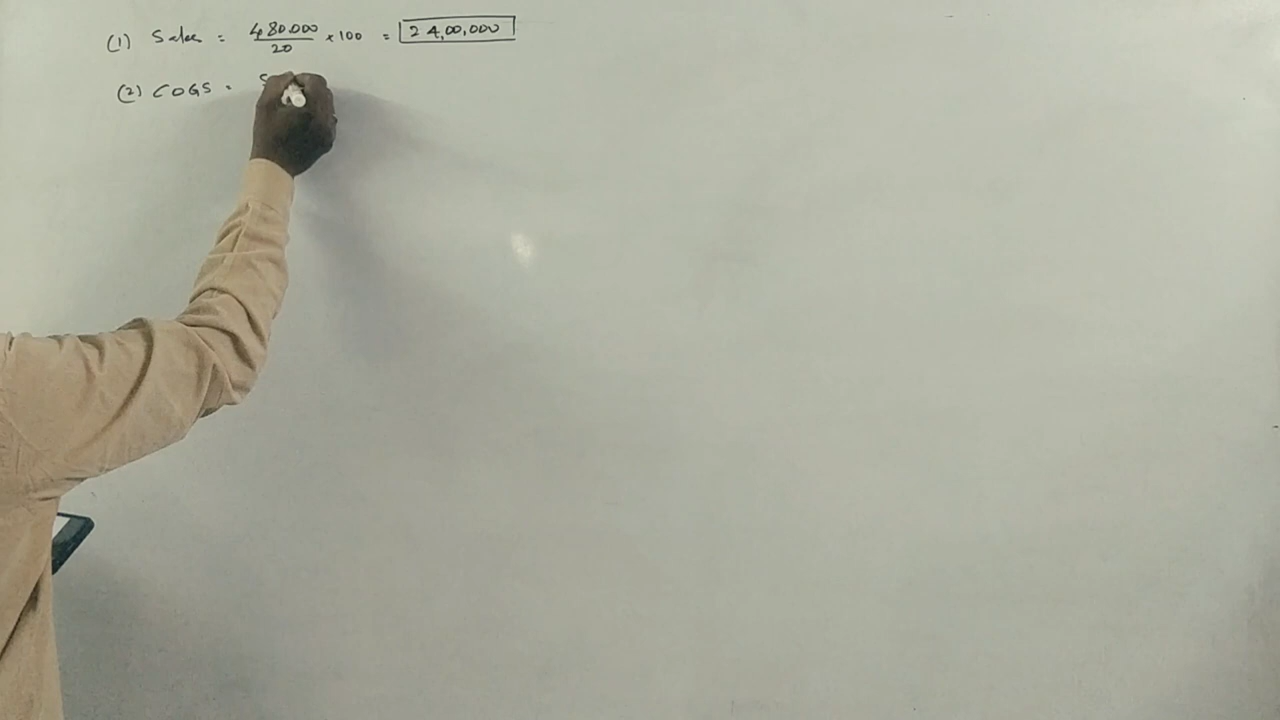 (1) Sales = 480000/20 × 100 = 24,00,000
(2) COGS = S